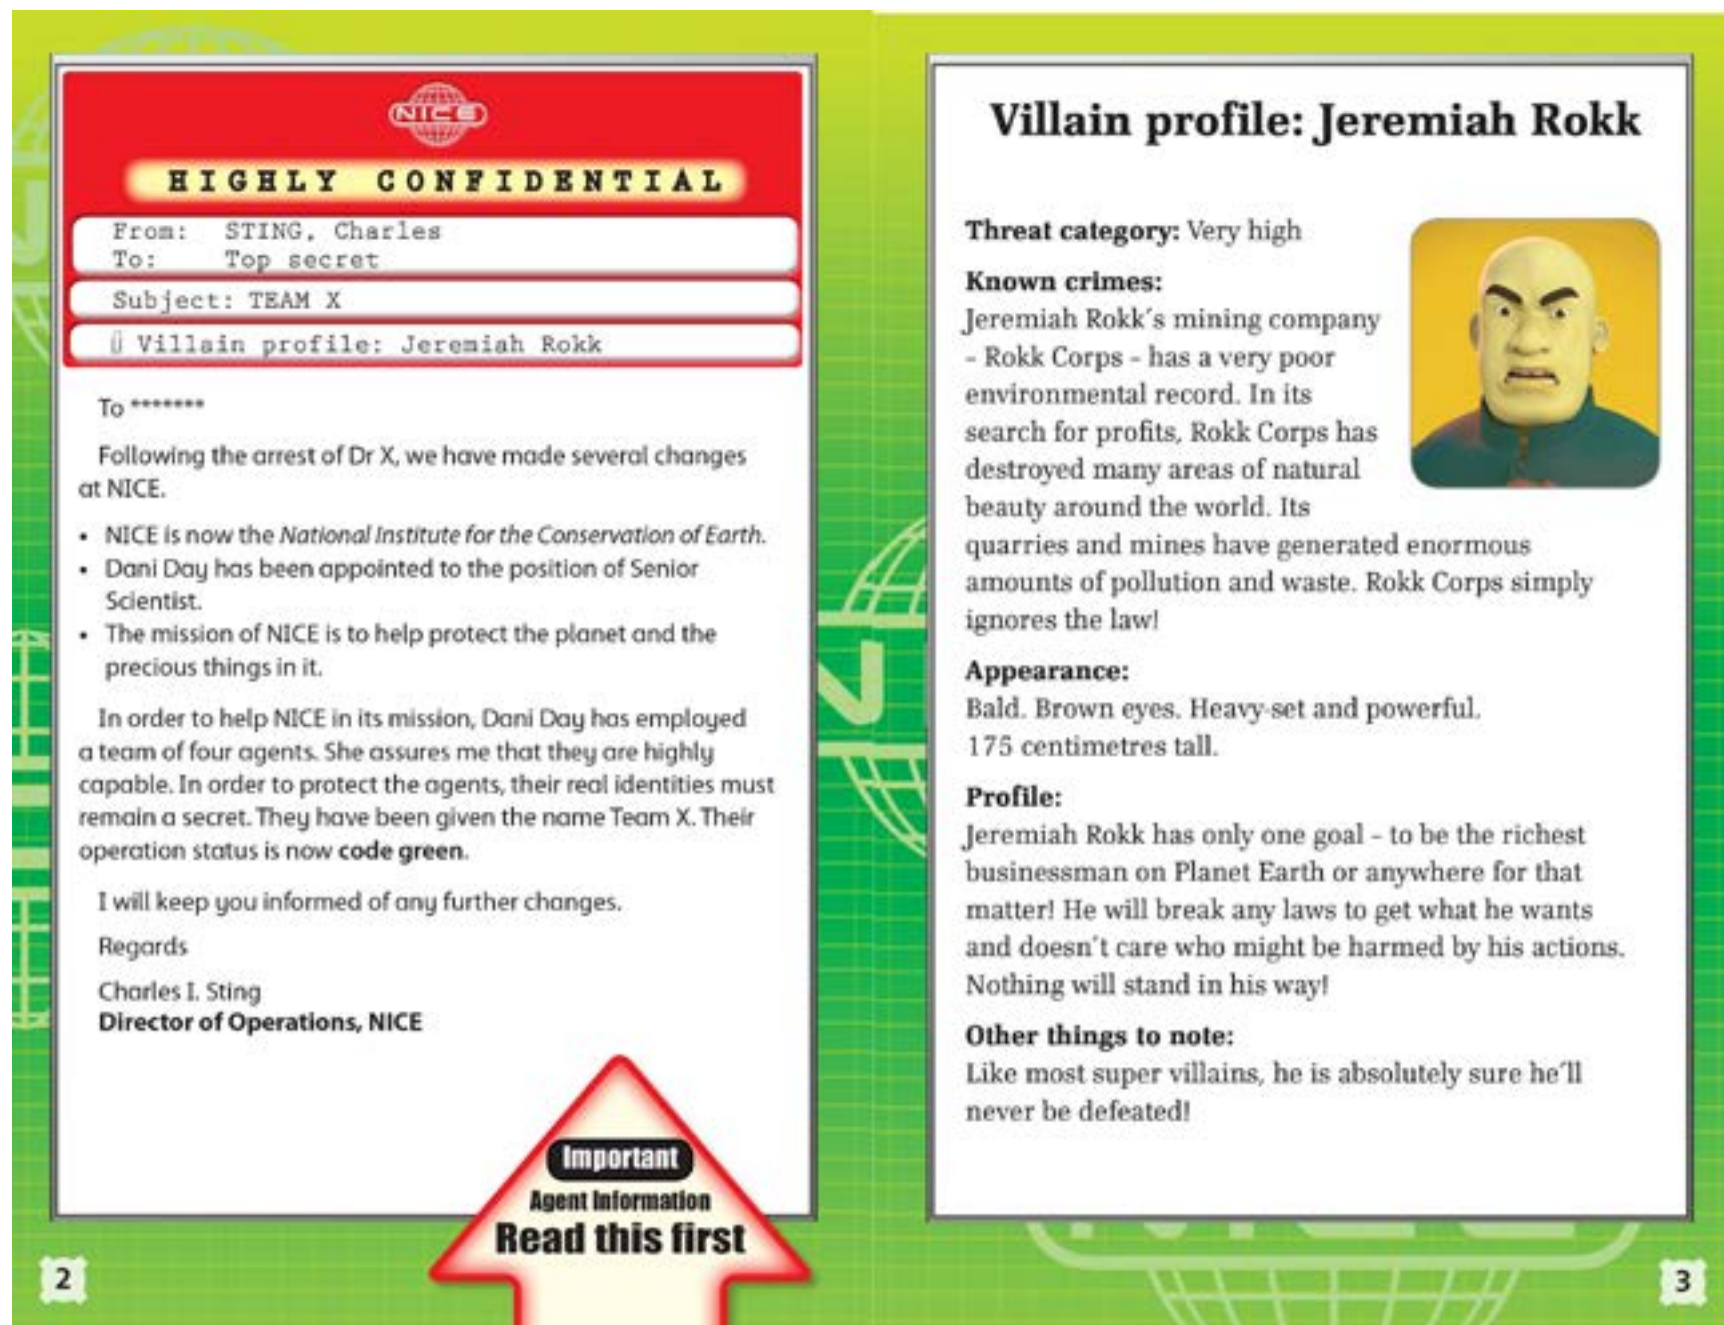 NICE
HIGHLY CONFIDENTIAL
From: STING, Charles
To: Top secret
Subject: TEAM X
Villain profile: Jeremiah Rokk
To *******
Following the arrest of Dr X, we have made several changes
at NICE.
• NICE is now the National Institute for the Conservation of Earth.
• Dani Day has been appointed to the position of Senior
Scientist.
• The mission of NICE is to help protect the planet and the
precious things in it.
In order to help NICE in its mission, Dani Day has employed
a team of four agents. She assures me that they are highly
capable. In order to protect the agents, their real identities must
remain a secret. They have been given the name Team X. Their
operation status is now code green.
I will keep you informed of any further changes.
Regards
Charles I. Sting
Director of Operations, NICE
Important
Agent Information
Read this first
2
Villain profile: Jeremiah Rokk
Threat category: Very high
Known crimes:
Jeremiah Rokk's mining company
– Rokk Corps – has a very poor
environmental record. In its
search for profits, Rokk Corps has
destroyed many areas of natural
beauty around the world. Its
quarries and mines have generated enormous
amounts of pollution and waste. Rokk Corps simply
ignores the law!
Appearance:
Bald. Brown eyes. Heavy-set and powerful.
175 centimetres tall.
Profile:
Jeremiah Rokk has only one goal – to be the richest
businessman on Planet Earth or anywhere for that
matter! He will break any laws to get what he wants
and doesn't care who might be harmed by his actions.
Nothing will stand in his way!
Other things to note:
Like most super villains, he is absolutely sure he'll
never be defeated!
3